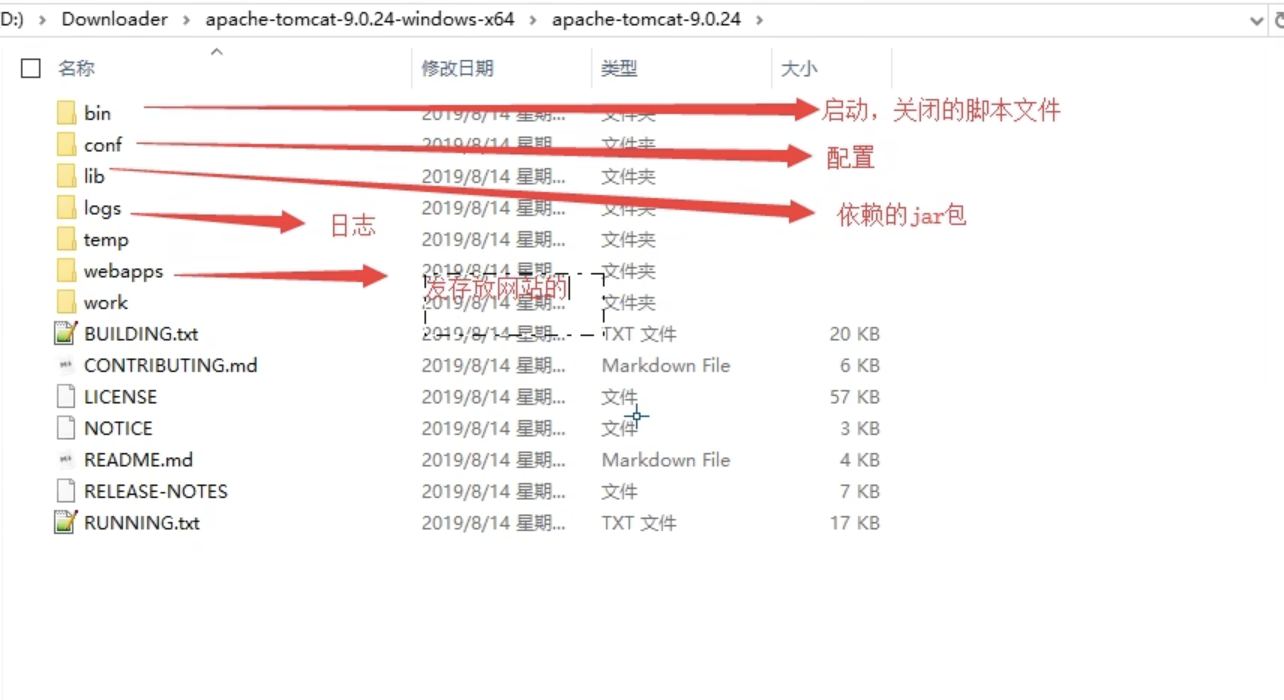 D:) › Downloader › apache-tomcat-9.0.24-windows-x64 › apache-tomcat-9.0.24 ›
名称 修改日期 类型 大小
bin 2019/8/14 星期... 文件夹 启动，关闭的脚本文件
conf 2019/8/14 星期... 文件夹 配置
lib 2019/8/14 星期... 文件夹
logs 2019/8/14 星期... 文件夹 依赖的jar包
日志
temp 2019/8/14 星期... 文件夹
webapps 2019/8/14 星期... 文件夹
发存放网站的
work 2019/8/14 星期... 文件夹
BUILDING.txt 2019/8/14 星期... TXT 文件 20 KB
CONTRIBUTING.md 2019/8/14 星期... Markdown File 6 KB
LICENSE 2019/8/14 星期... 文件 57 KB
NOTICE 2019/8/14 星期... 文件 3 KB
README.md 2019/8/14 星期... Markdown File 4 KB
RELEASE-NOTES 2019/8/14 星期... 文件 7 KB
RUNNING.txt 2019/8/14 星期... TXT 文件 17 KB